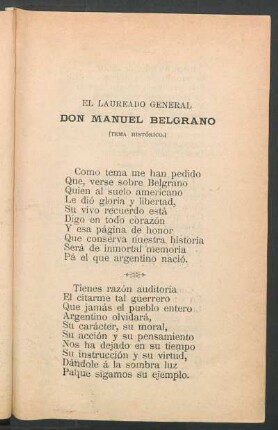 EL LAUREADO GENERAL
DON MANUEL BELGRANO
(TEMA HISTÓRICO.)
Como tema me han pedido
Que, verse sobre Belgrano
Quien al suelo americano
Le dió gloria y libertad,
Su vivo recuerdo está
Digo en todo corazón
Y esa página de honor
Que conserva nuestra historia
Será de inmortal memoria
Pá el que argentino nació.
Tienes razón auditoria
El citarme tal guerrero
Que jamás el pueblo entero
Argentino olvidará,
Su carácter, su moral,
Su acción y su pensamiento
Nos ha dejado en su tiempo
Su instrucción y su virtud,
Dándole á la sombra luz
Pa'que sigamos su ejemplo.